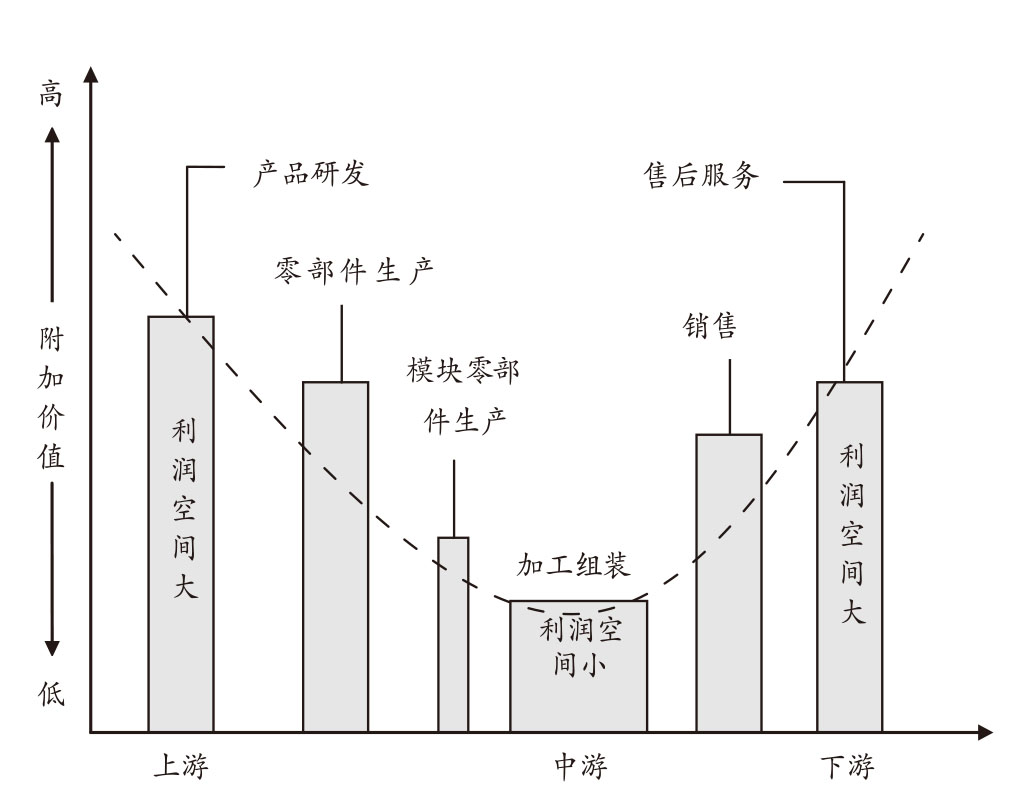 高
附加价值
低
产品研发
零部件生产
模块零部
件生产
加工组装
销售
售后服务
利润空间大
利润空
间小
利润空间大
上游
中游
下游